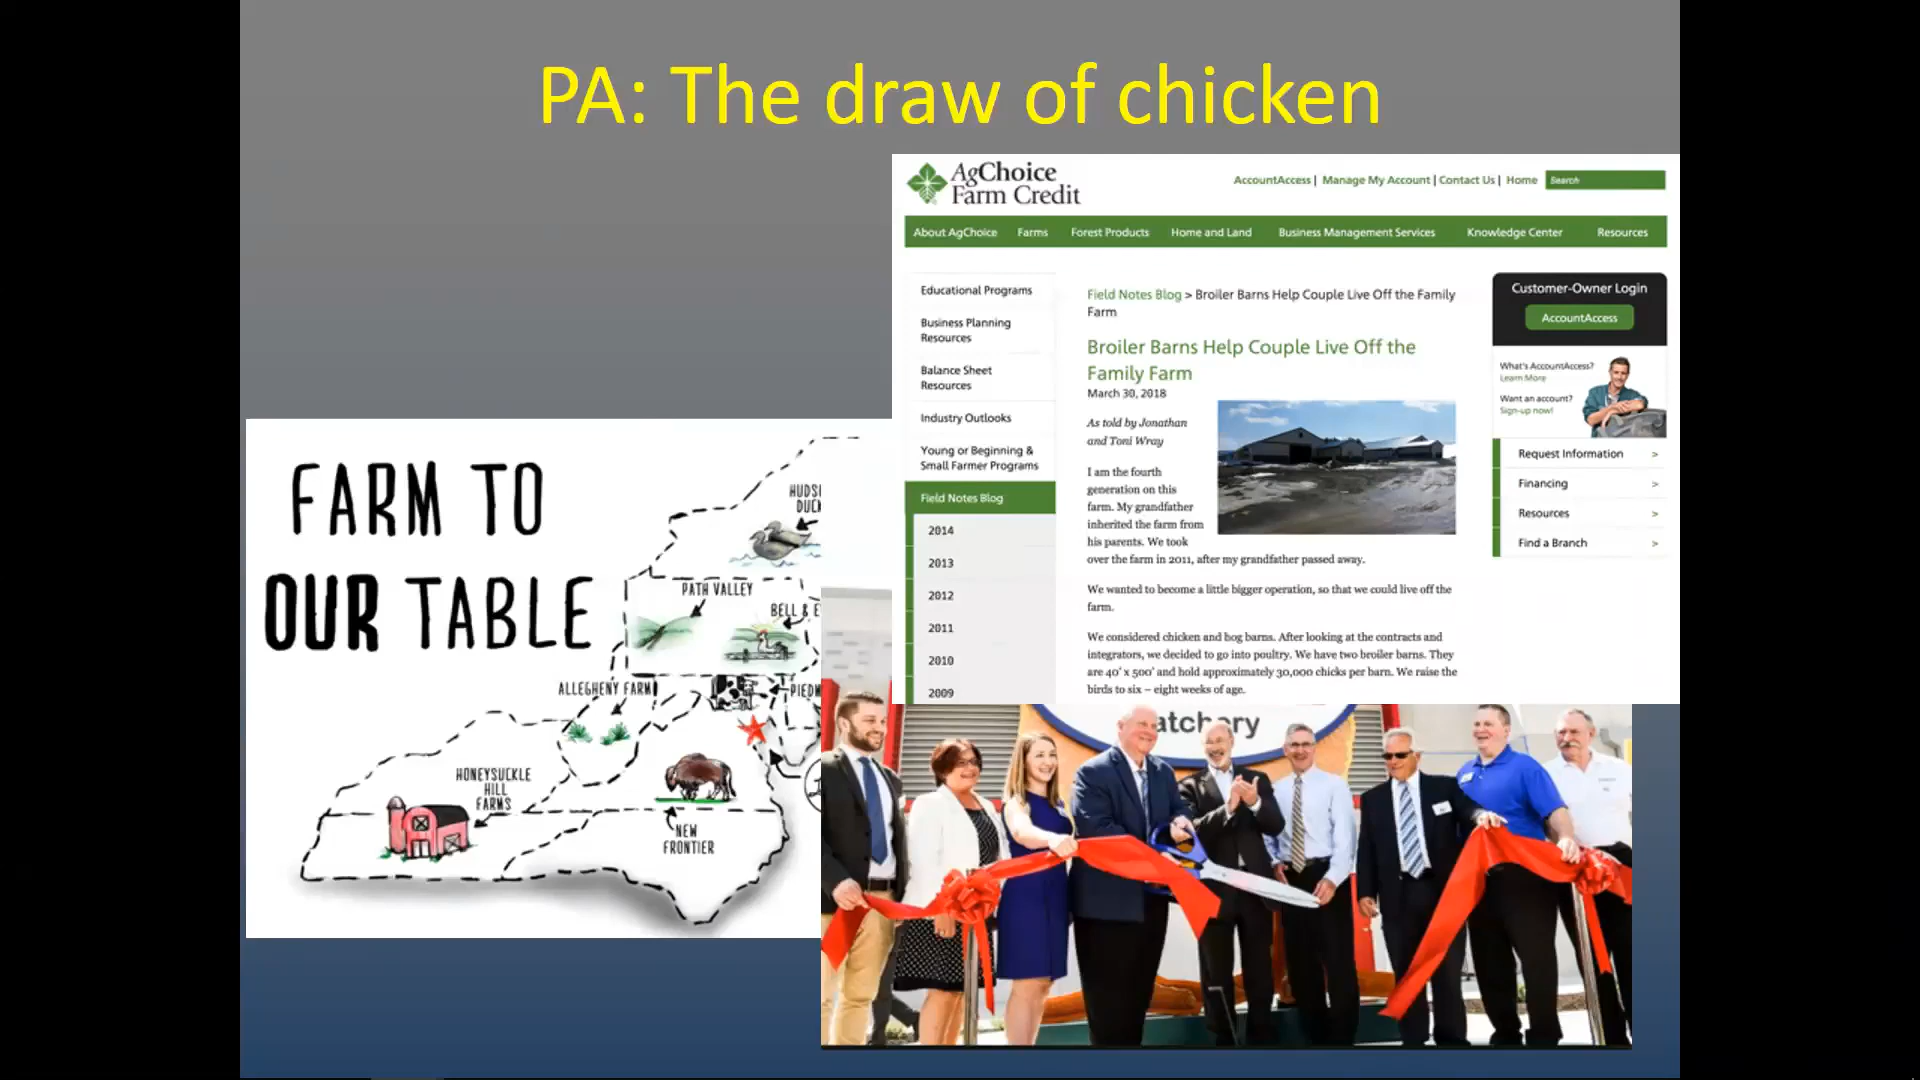 PA: The draw of chicken
AgChoice
Farm Credit
AccountAccess | Manage My Account | Contact Us | Home
Search
About AgChoice Farms Forest Products Home and Land Business Management Services Knowledge Center Resources
Educational Programs
Business Planning
Resources
Balance Sheet
Resources
Industry Outlooks
Young or Beginning &
Small Farmer Programs
Field Notes Blog
2014
2013
2012
2011
2010
2009
Field Notes Blog > Broiler Barns Help Couple Live Off the Family
Farm
Broiler Barns Help Couple Live Off the
Family Farm
March 30, 2018
As told by Jonathan
and Toni Wray
I am the fourth
generation on this
farm. My grandfather
inherited the farm from
his parents. We took
over the farm in 2011, after my grandfather passed away.
We wanted to become a little bigger operation, so that we could live off the
farm.
We considered chicken and hog barns. After looking at the contracts and
integrators, we decided to go into poultry. We have two broiler barns. They
are 40' x 500' and hold approximately 30,000 chicks per barn. We raise the
birds to six – eight weeks of age.
Customer-Owner Login
AccountAccess
What's AccountAccess?
Learn More
Want an account?
Sign-up now!
Request Information >
Financing >
Resources >
Find a Branch >
FARM TO
OUR TABLE
HUDS
DUCK
PATH VALLEY
BELL & E
ALLEGHENY FARM
PIEDM
HONEYSUCKLE
HILL
FARMS
NEW
FRONTIER
atchery